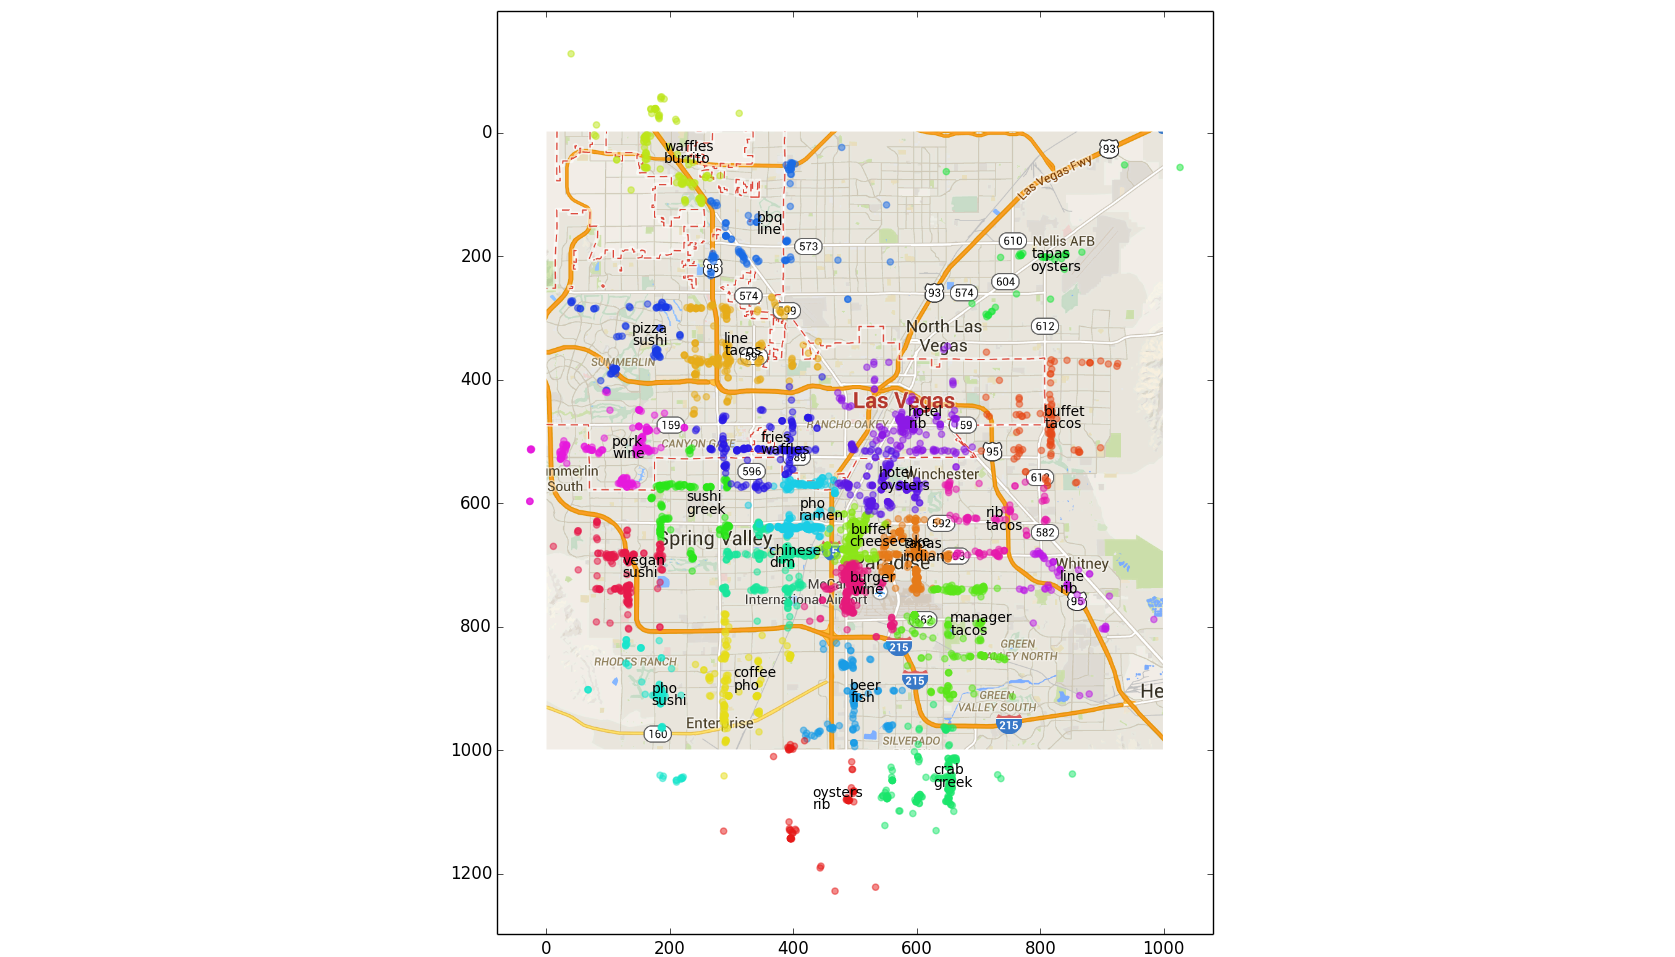 0
waffles
burrito
93
Las Vegas Fwy
bbq
line
573
610
Nellis AFB
tapas
oysters
200
95
604
574
93
574
599
pizza
sushi
612
North Las
Vegas
line
tacos
SUMMERLIN
400
Las Vegas
hotel
rib
buffet
tacos
159
RANCHO OAKEY
159
pork
wine
CANYON GATE
fries
waffles
589
95
mmerlin
South
596
hotel
oysters
Winchester
612
600
sushi
greek
pho
ramen
rib
tacos
592
582
Spring Valley
buffet
cheesecake
tapas
indian
chinese
dim
593
Paradise
vegan
sushi
burger
wine
Whitney
line
rib
McCarran
International Airport
95
562
manager
tacos
800
215
GREEN
VALLEY NORTH
RHODES RANCH
coffee
pho
215
pho
sushi
beer
fish
GREEN
VALLEY SOUTH
He
Enterprise
160
215
SILVERADO
1000
crab
greek
oysters
rib
1200
0 200 400 600 800 1000